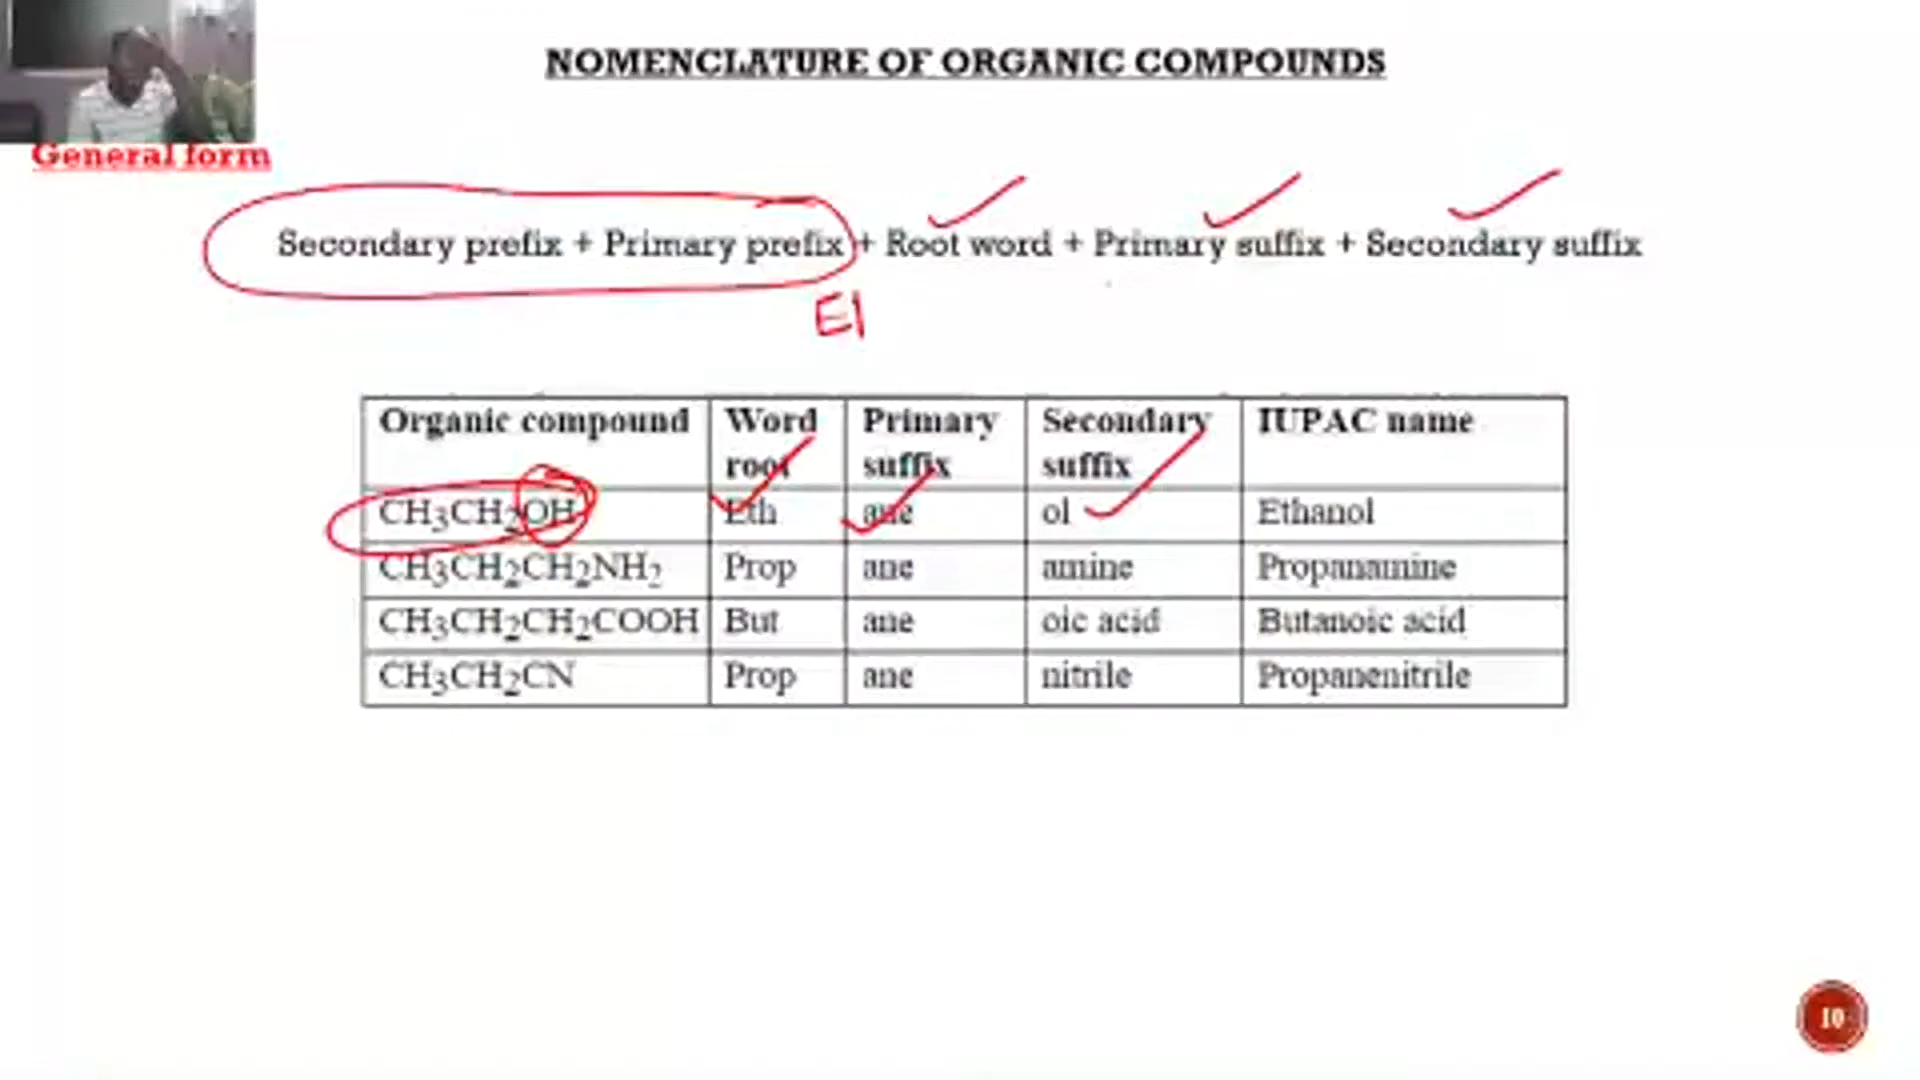 NOMENCLATURE OF ORGANIC COMPOUNDS
General form
Secondary prefix + Primary prefix + Root word + Primary suffix + Secondary suffix
El
Organic compound | Word root | Primary suffix | Secondary suffix | IUPAC name
CH3CH2OH | Eth | ane | ol | Ethanol
CH3CH2CH2NH2 | Prop | ane | amine | Propanamine
CH3CH2CH2COOH | But | ane | oic acid | Butanoic acid
CH3CH2CN | Prop | ane | nitrile | Propanenitrile
10